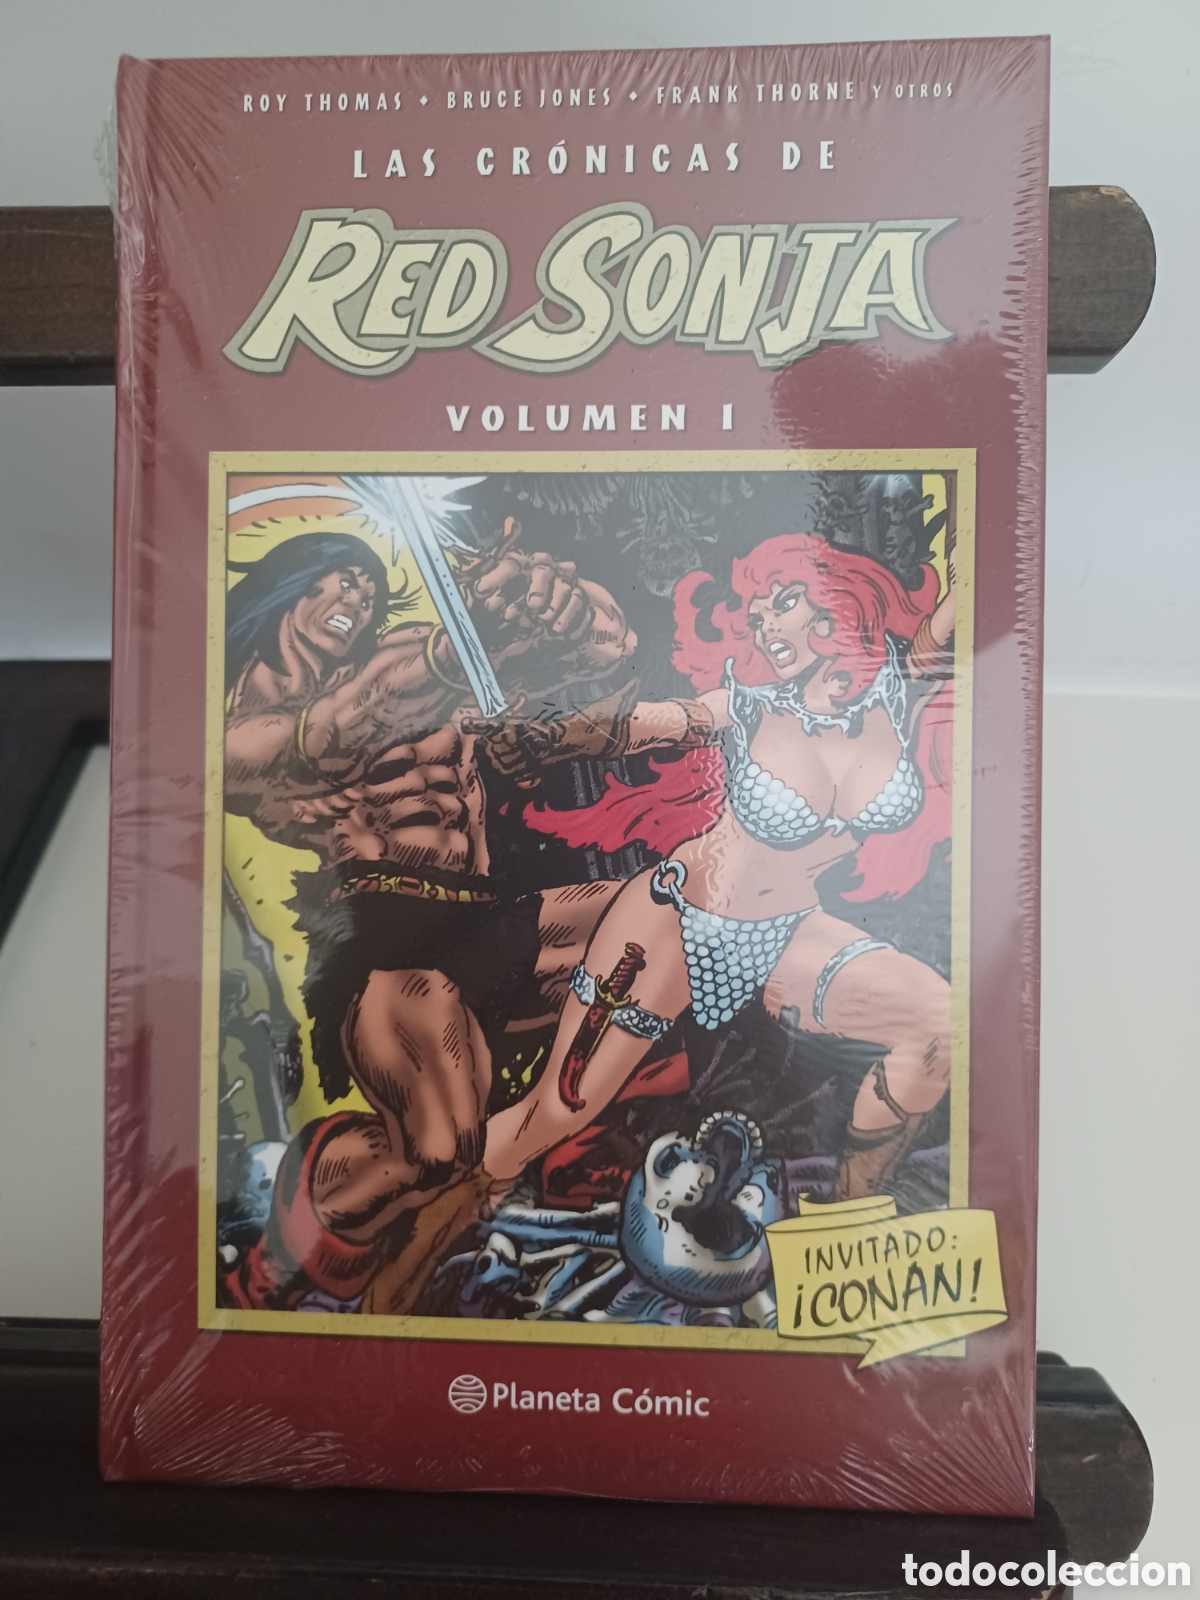 ROY THOMAS • BRUCE JONES • FRANK THORNE Y OTROS
LAS CRÓNICAS DE
RED SONJA
VOLUMEN 1
INVITADO:
¡CONAN!
Planeta Cómic
todocoleccion